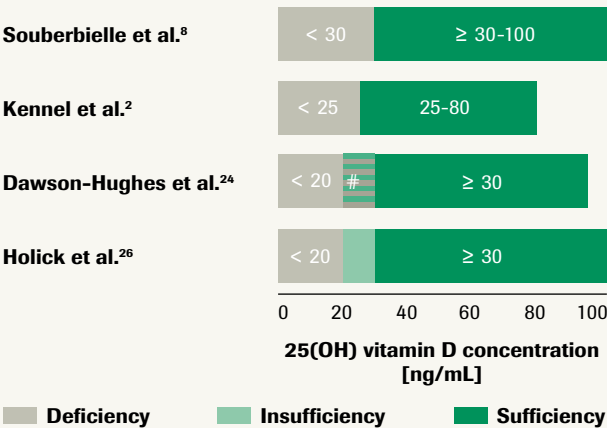 Souberbielle et al.⁸ < 30 ≥ 30-100
Kennel et al.² < 25 25-80
Dawson-Hughes et al.²⁴ < 20 # ≥ 30
Holick et al.²⁶ < 20 ≥ 30
0 20 40 60 80 100
25(OH) vitamin D concentration
[ng/mL]
Deficiency Insufficiency Sufficiency